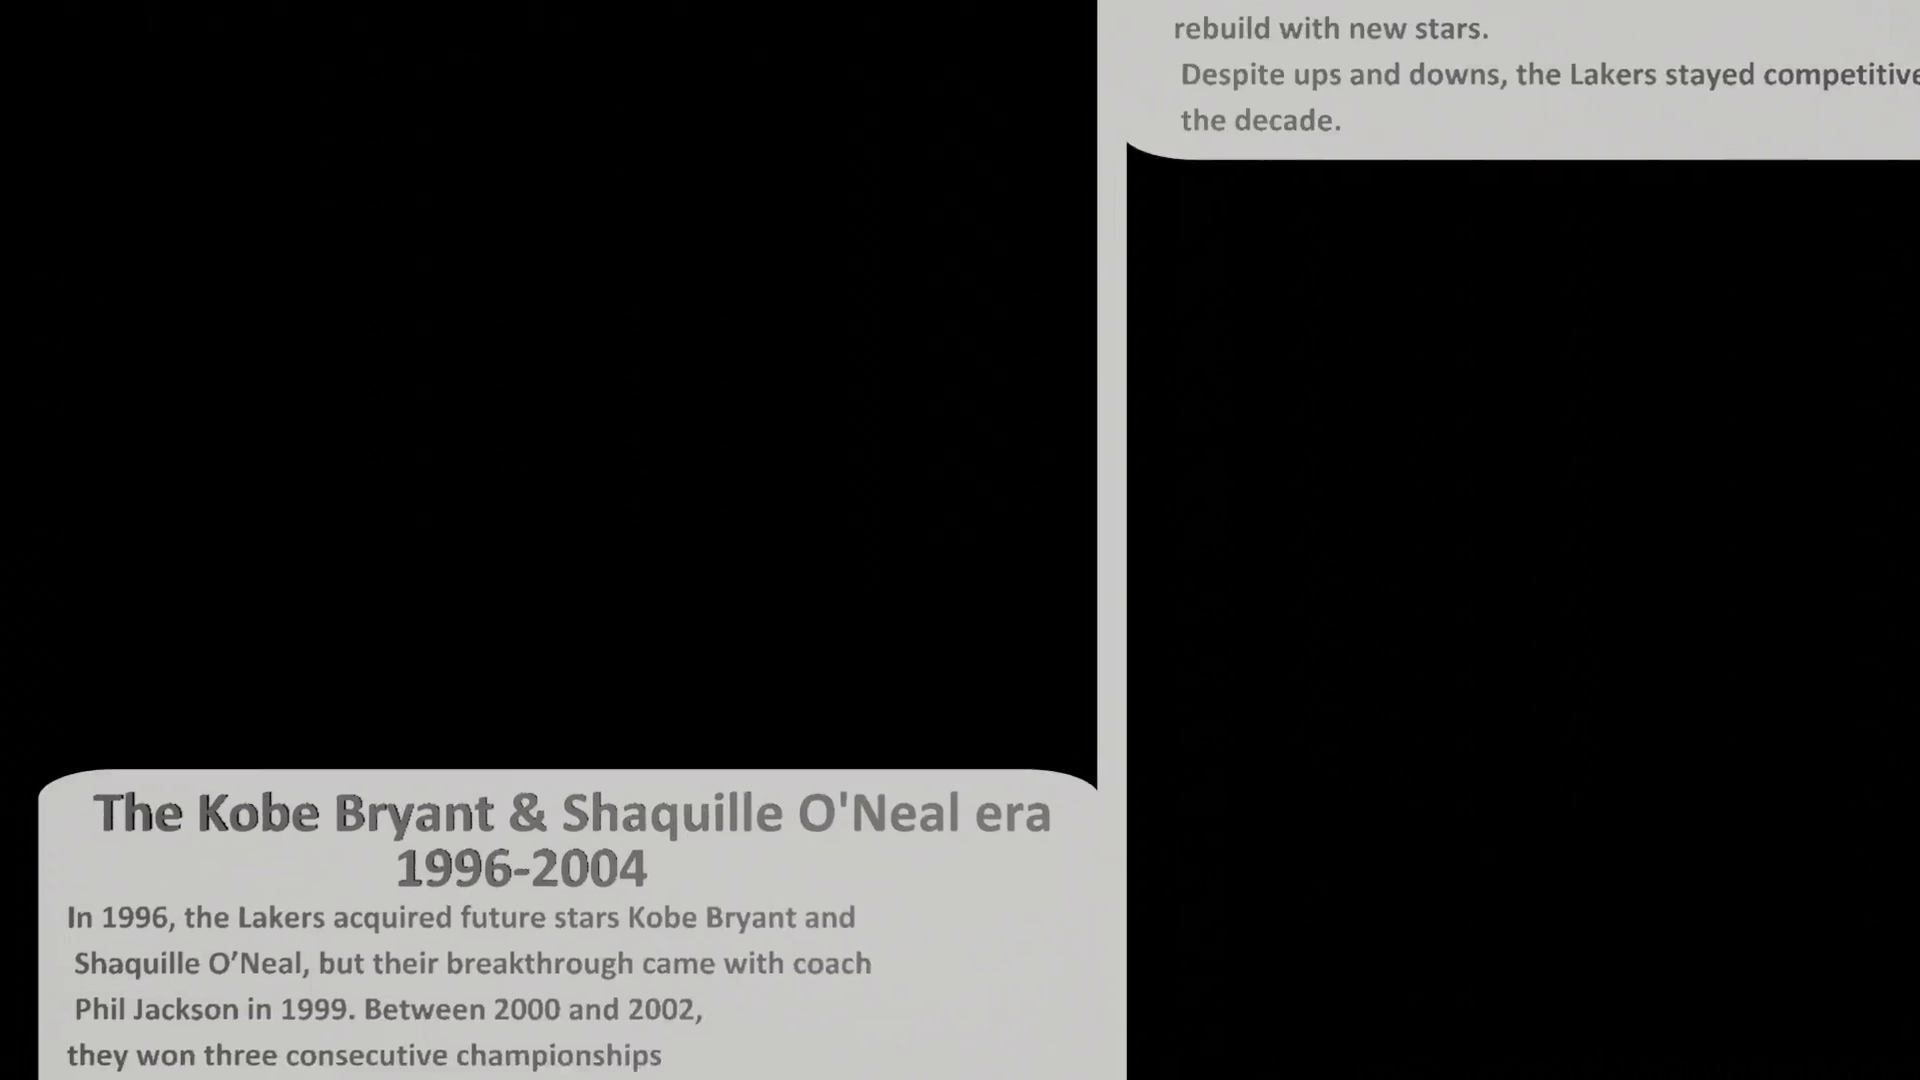 rebuild with new stars.
Despite ups and downs, the Lakers stayed competitive
the decade.
The Kobe Bryant & Shaquille O'Neal era
1996-2004
In 1996, the Lakers acquired future stars Kobe Bryant and
Shaquille O’Neal, but their breakthrough came with coach
Phil Jackson in 1999. Between 2000 and 2002,
they won three consecutive championships